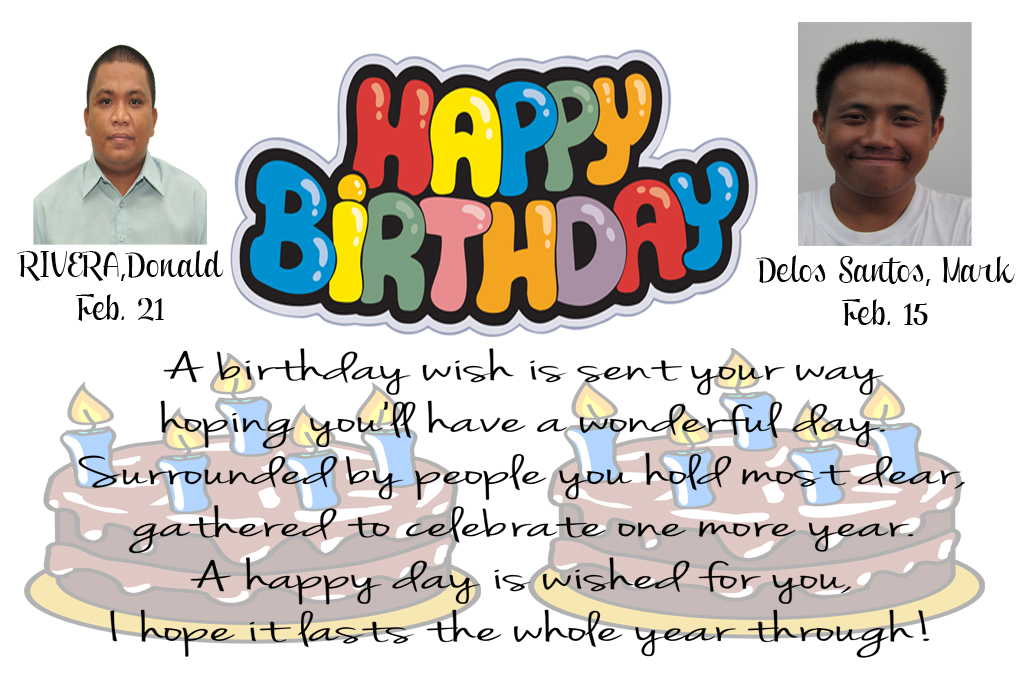 HAPPY
BIRTHDAY
RIVERA,Donald
Feb. 21
Delos Santos, Mark
Feb. 15
A birthday wish is sent your way
hoping you'll have a wonderful day.
Surrounded by people you hold most dear,
gathered to celebrate one more year.
A happy day is wished for you,
I hope it lasts the whole year through!